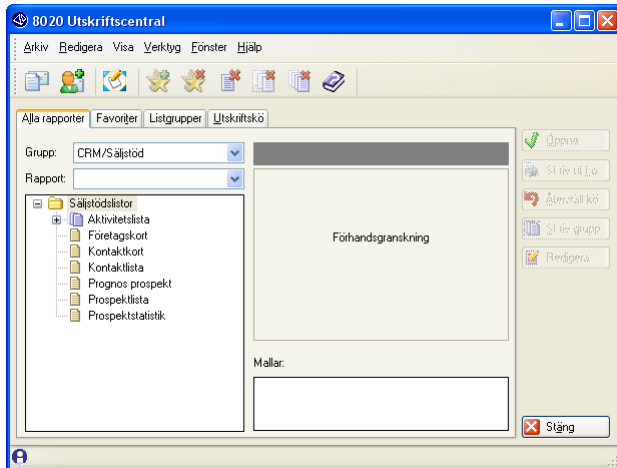 8020 Utskriftscentral
Arkiv Redigera Visa Verktyg Fönster Hjälp
Alla rapporter Favoriter Listgrupper Utskriftskö
Grupp: CRM/Säljstöd
Rapport:
Säljstödslistor
Aktivitetslista
Företagskort
Kontaktkort
Kontaktlista
Prognos prospekt
Prospektlista
Prospektstatistik
Förhandsgranskning
Mallar:
Öppna
Skriv ut kö
Återställ kö
Skriv grupp
Redigera
Stäng